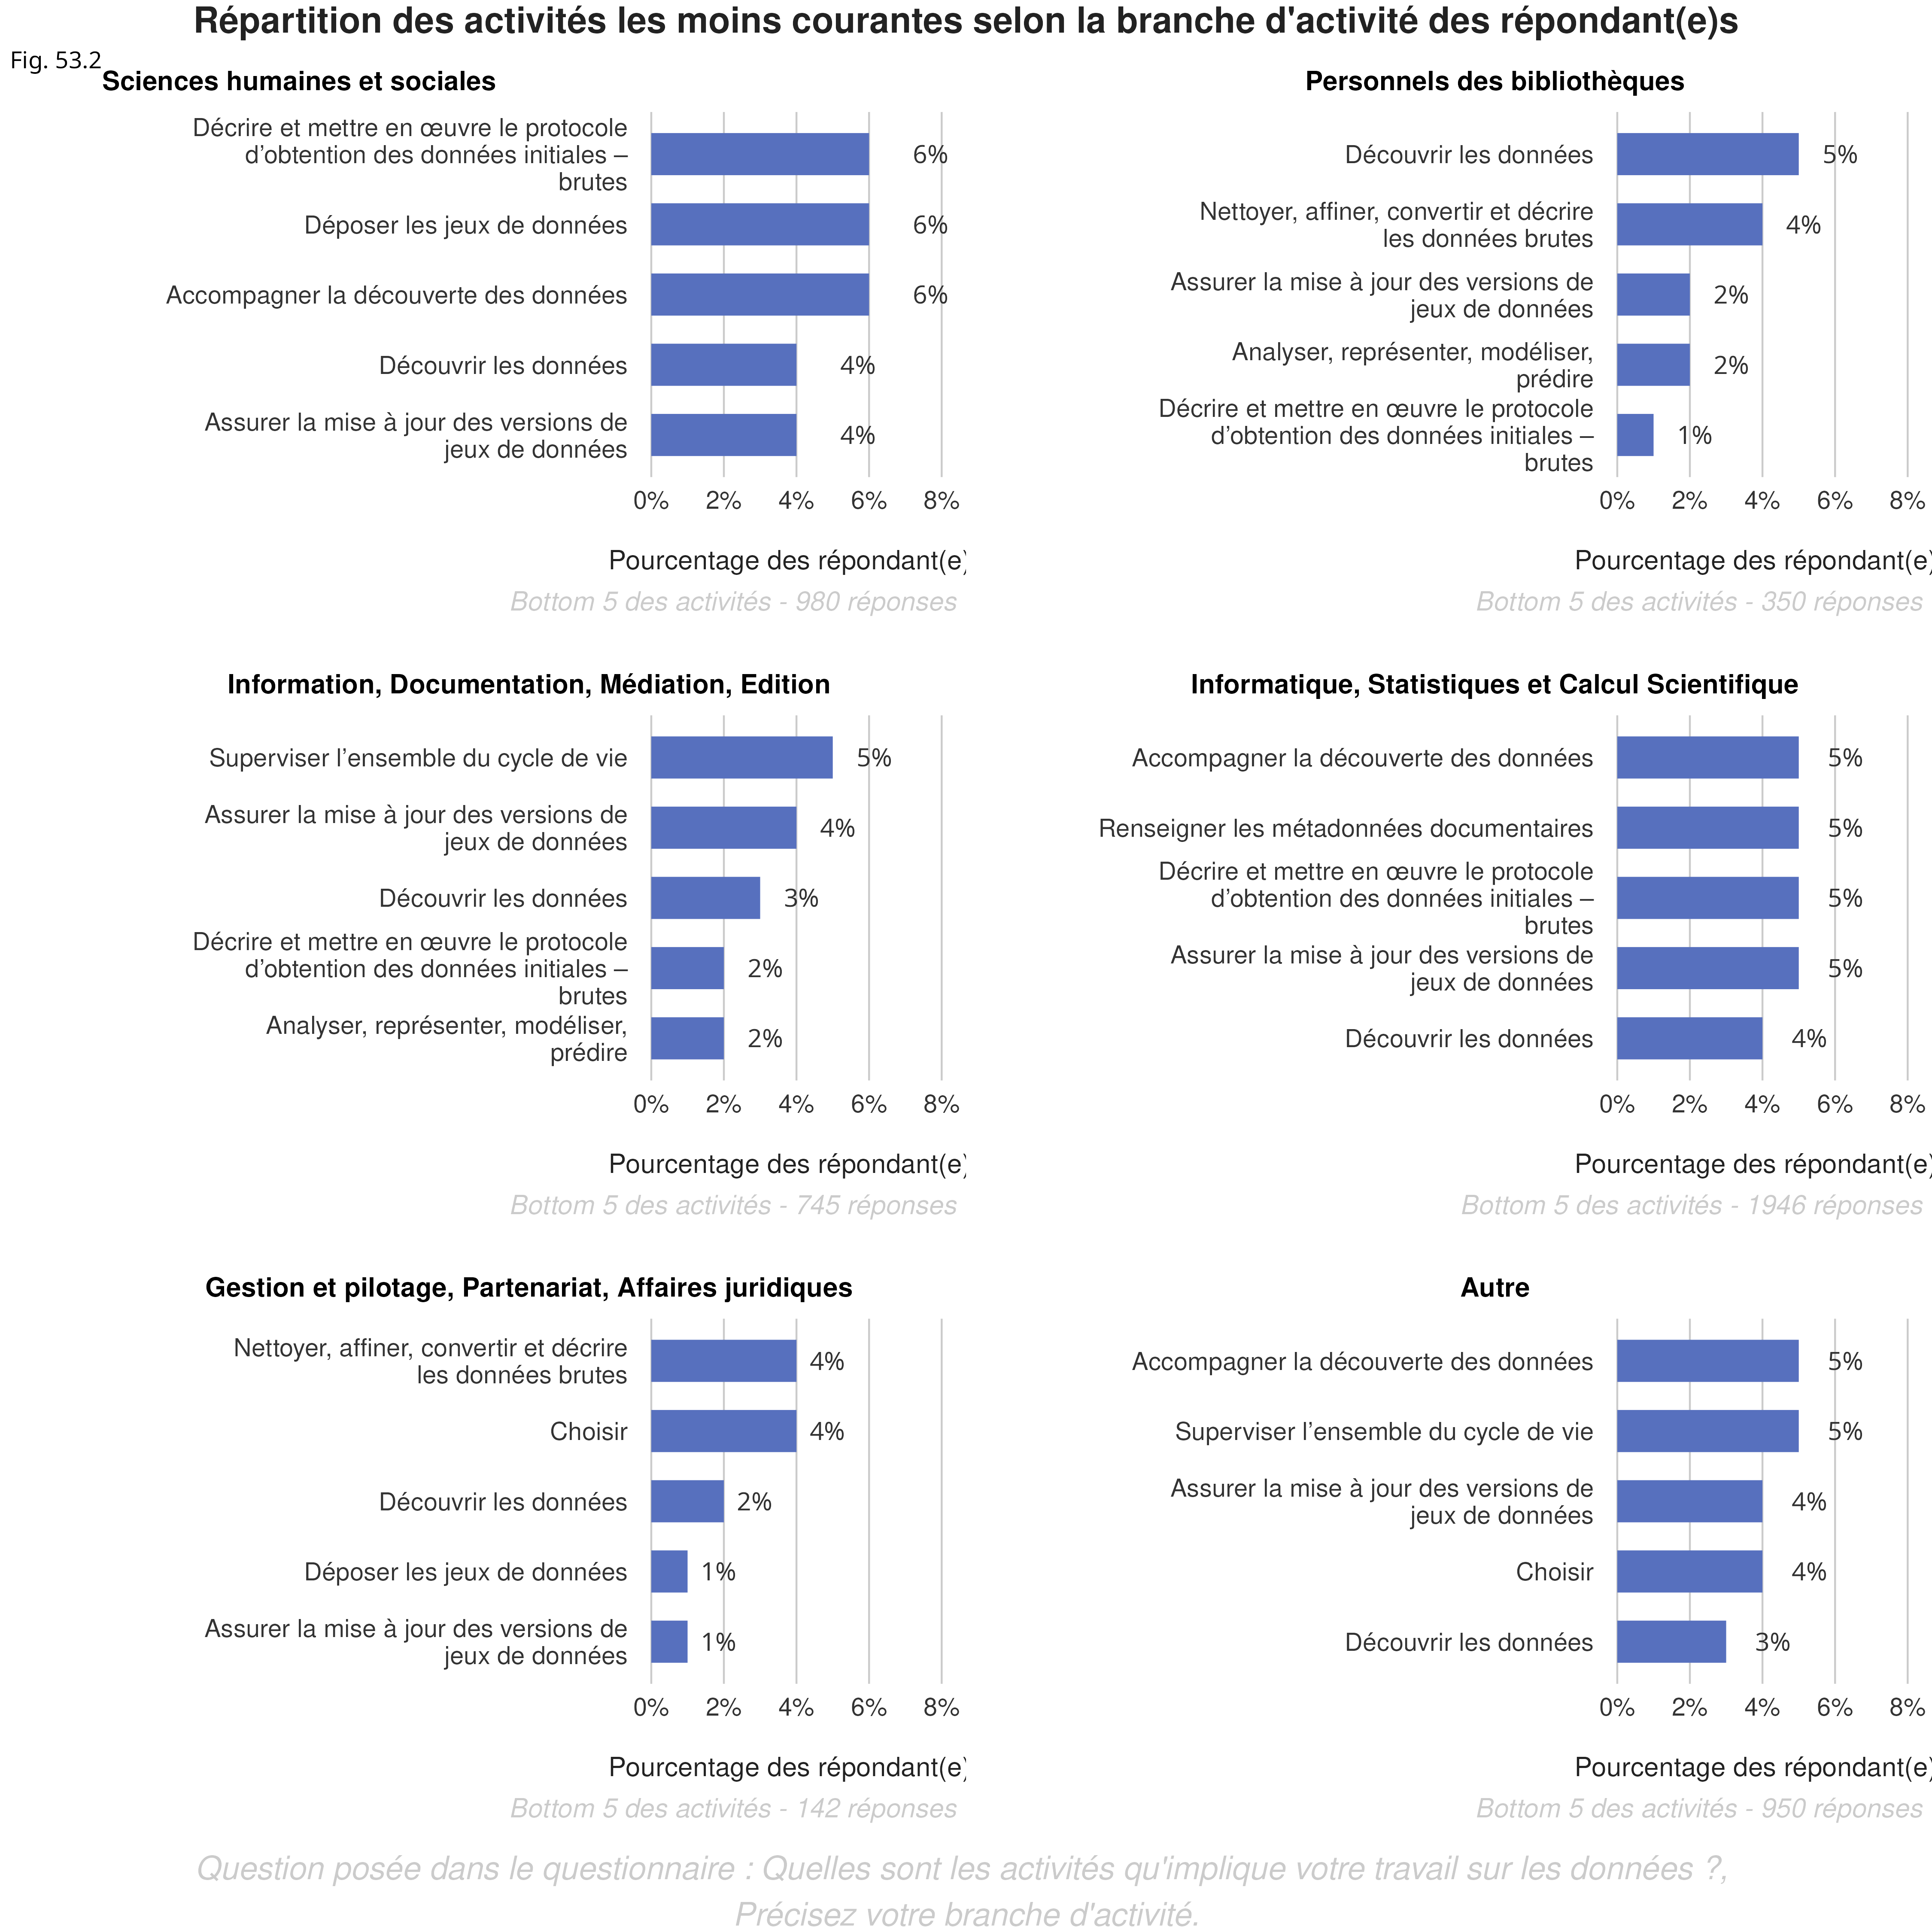 Répartition des activités les moins courantes selon la branche d'activité des répondant(e)s
Fig. 53.2
Sciences humaines et sociales
Décrire et mettre en œuvre le protocole
d’obtention des données initiales –
brutes
6%
Déposer les jeux de données
6%
Accompagner la découverte des données
6%
Découvrir les données
4%
Assurer la mise à jour des versions de
jeux de données
4%
0% 2% 4% 6% 8%
Pourcentage des répondant(e)
Bottom 5 des activités - 980 réponses
Personnels des bibliothèques
Découvrir les données
5%
Nettoyer, affiner, convertir et décrire
les données brutes
4%
Assurer la mise à jour des versions de
jeux de données
2%
Analyser, représenter, modéliser,
prédire
2%
Décrire et mettre en œuvre le protocole
d’obtention des données initiales –
brutes
1%
0% 2% 4% 6% 8%
Pourcentage des répondant(e)
Bottom 5 des activités - 350 réponses
Information, Documentation, Médiation, Edition
Superviser l’ensemble du cycle de vie
5%
Assurer la mise à jour des versions de
jeux de données
4%
Découvrir les données
3%
Décrire et mettre en œuvre le protocole
d’obtention des données initiales –
brutes
2%
Analyser, représenter, modéliser,
prédire
2%
0% 2% 4% 6% 8%
Pourcentage des répondant(e)
Bottom 5 des activités - 745 réponses
Informatique, Statistiques et Calcul Scientifique
Accompagner la découverte des données
5%
Renseigner les métadonnées documentaires
5%
Décrire et mettre en œuvre le protocole
d’obtention des données initiales –
brutes
5%
Assurer la mise à jour des versions de
jeux de données
5%
Découvrir les données
4%
0% 2% 4% 6% 8%
Pourcentage des répondant(e)
Bottom 5 des activités - 1946 réponses
Gestion et pilotage, Partenariat, Affaires juridiques
Nettoyer, affiner, convertir et décrire
les données brutes
4%
Choisir
4%
Découvrir les données
2%
Déposer les jeux de données
1%
Assurer la mise à jour des versions de
jeux de données
1%
0% 2% 4% 6% 8%
Pourcentage des répondant(e)
Bottom 5 des activités - 142 réponses
Autre
Accompagner la découverte des données
5%
Superviser l’ensemble du cycle de vie
5%
Assurer la mise à jour des versions de
jeux de données
4%
Choisir
4%
Découvrir les données
3%
0% 2% 4% 6% 8%
Pourcentage des répondant(e)
Bottom 5 des activités - 950 réponses
Question posée dans le questionnaire : Quelles sont les activités qu'implique votre travail sur les données ?,
Précisez votre branche d'activité.